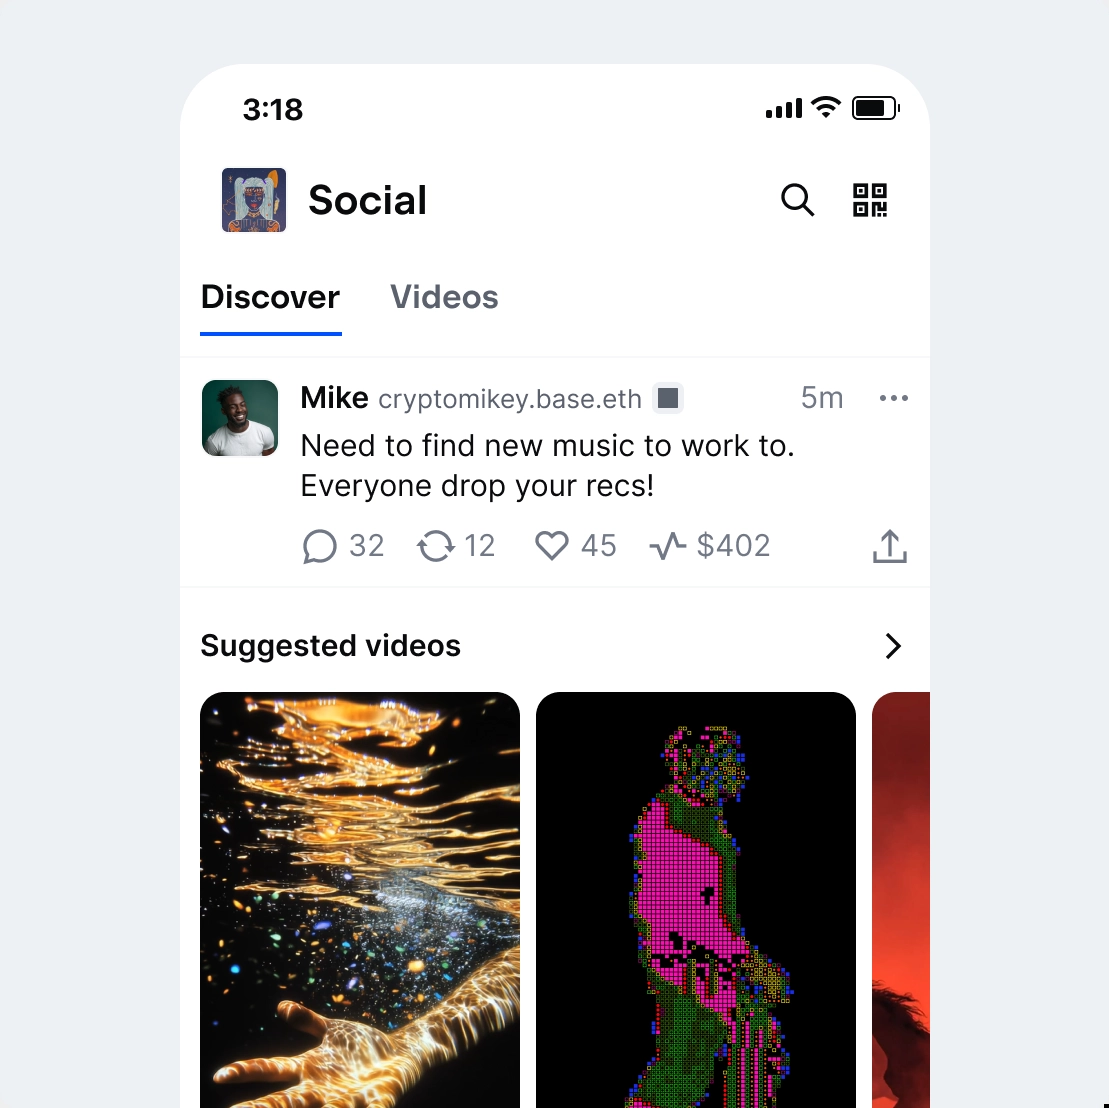 3:18
Social
Discover Videos
Mike cryptomikey.base.eth 5m
Need to find new music to work to.
Everyone drop your recs!
32 12 45 $402
Suggested videos